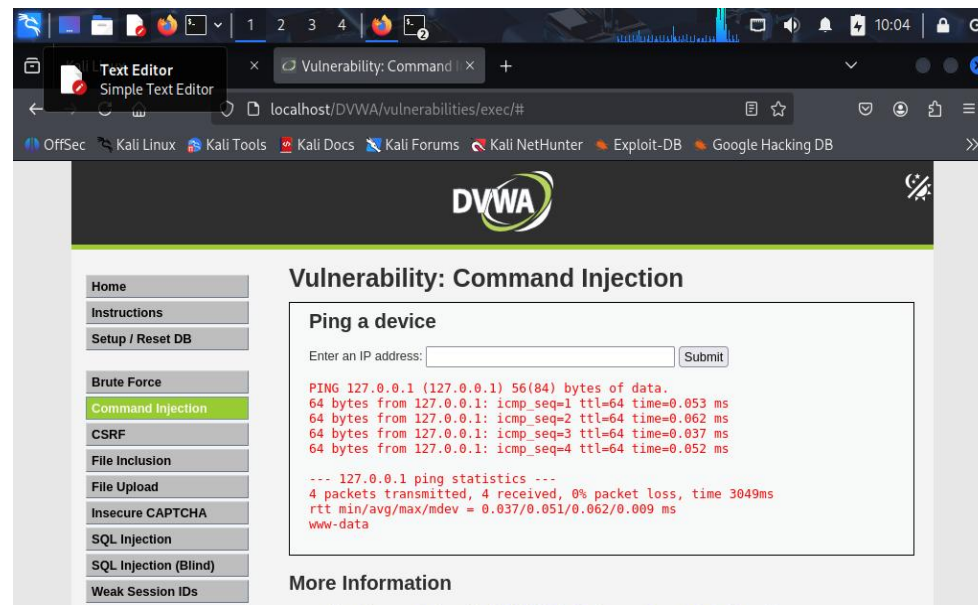 1 2 3 4 2 10:04
Text Editor
Simple Text Editor
Vulnerability: Command
localhost/DVWA/vulnerabilities/exec/#
OffSec Kali Linux Kali Tools Kali Docs Kali Forums Kali NetHunter Exploit-DB Google Hacking DB
DVWA
Vulnerability: Command Injection
Home
Instructions
Setup / Reset DB
Brute Force
Command Injection
CSRF
File Inclusion
File Upload
Insecure CAPTCHA
SQL Injection
SQL Injection (Blind)
Weak Session IDs
Ping a device
Enter an IP address: Submit
PING 127.0.0.1 (127.0.0.1) 56(84) bytes of data.
64 bytes from 127.0.0.1: icmp_seq=1 ttl=64 time=0.053 ms
64 bytes from 127.0.0.1: icmp_seq=2 ttl=64 time=0.062 ms
64 bytes from 127.0.0.1: icmp_seq=3 ttl=64 time=0.037 ms
64 bytes from 127.0.0.1: icmp_seq=4 ttl=64 time=0.052 ms
--- 127.0.0.1 ping statistics ---
4 packets transmitted, 4 received, 0% packet loss, time 3049ms
rtt min/avg/max/mdev = 0.037/0.051/0.062/0.009 ms
www-data
More Information